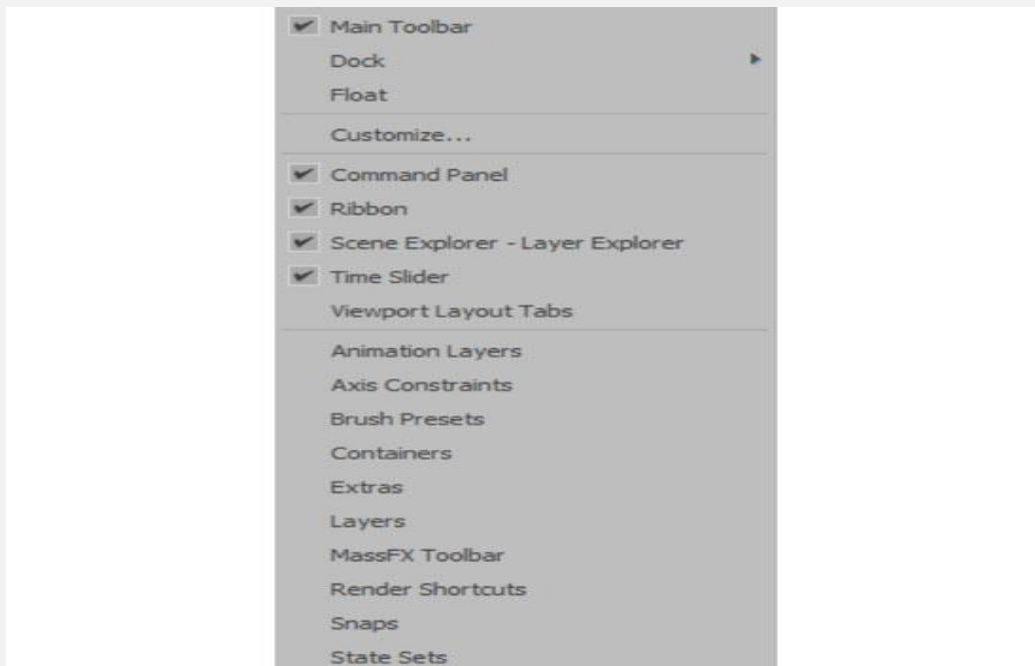 Main Toolbar
Dock
Float
Customize...
Command Panel
Ribbon
Scene Explorer - Layer Explorer
Time Slider
Viewport Layout Tabs
Animation Layers
Axis Constraints
Brush Presets
Containers
Extras
Layers
MassFX Toolbar
Render Shortcuts
Snaps
State Sets